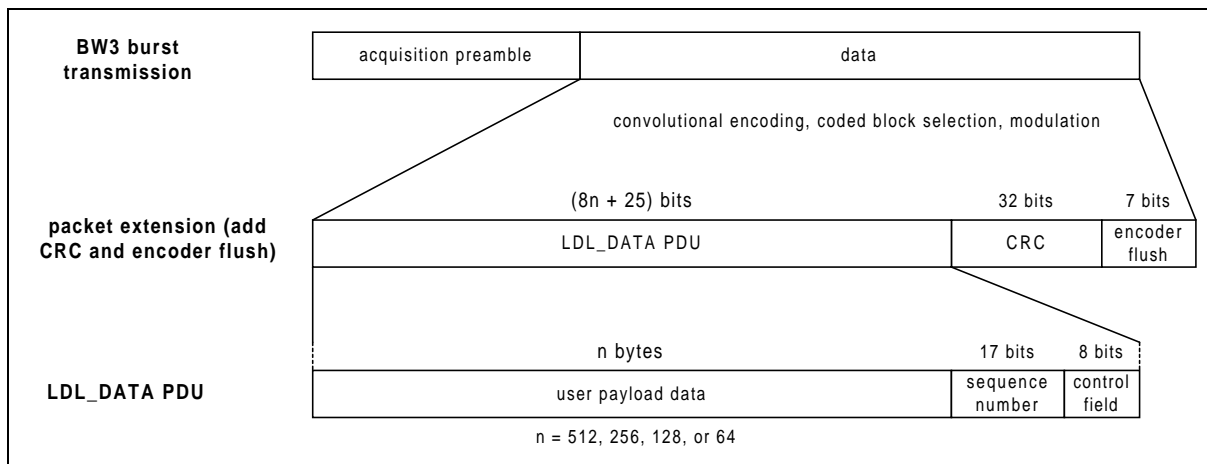 BW3 burst
transmission
acquisition preamble
data
convolutional encoding, coded block selection, modulation
(8n + 25) bits
32 bits
7 bits
packet extension (add
CRC and encoder flush)
LDL_DATA PDU
CRC
encoder
flush
n bytes
17 bits
8 bits
LDL_DATA PDU
user payload data
sequence
number
control
field
n = 512, 256, 128, or 64